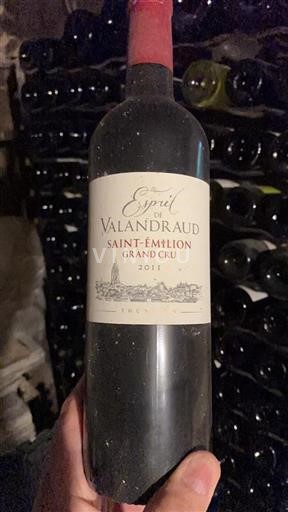 Esprit
DE
VALANDRAUD
SAINT-ÉMILION
GRAND CRU
2011